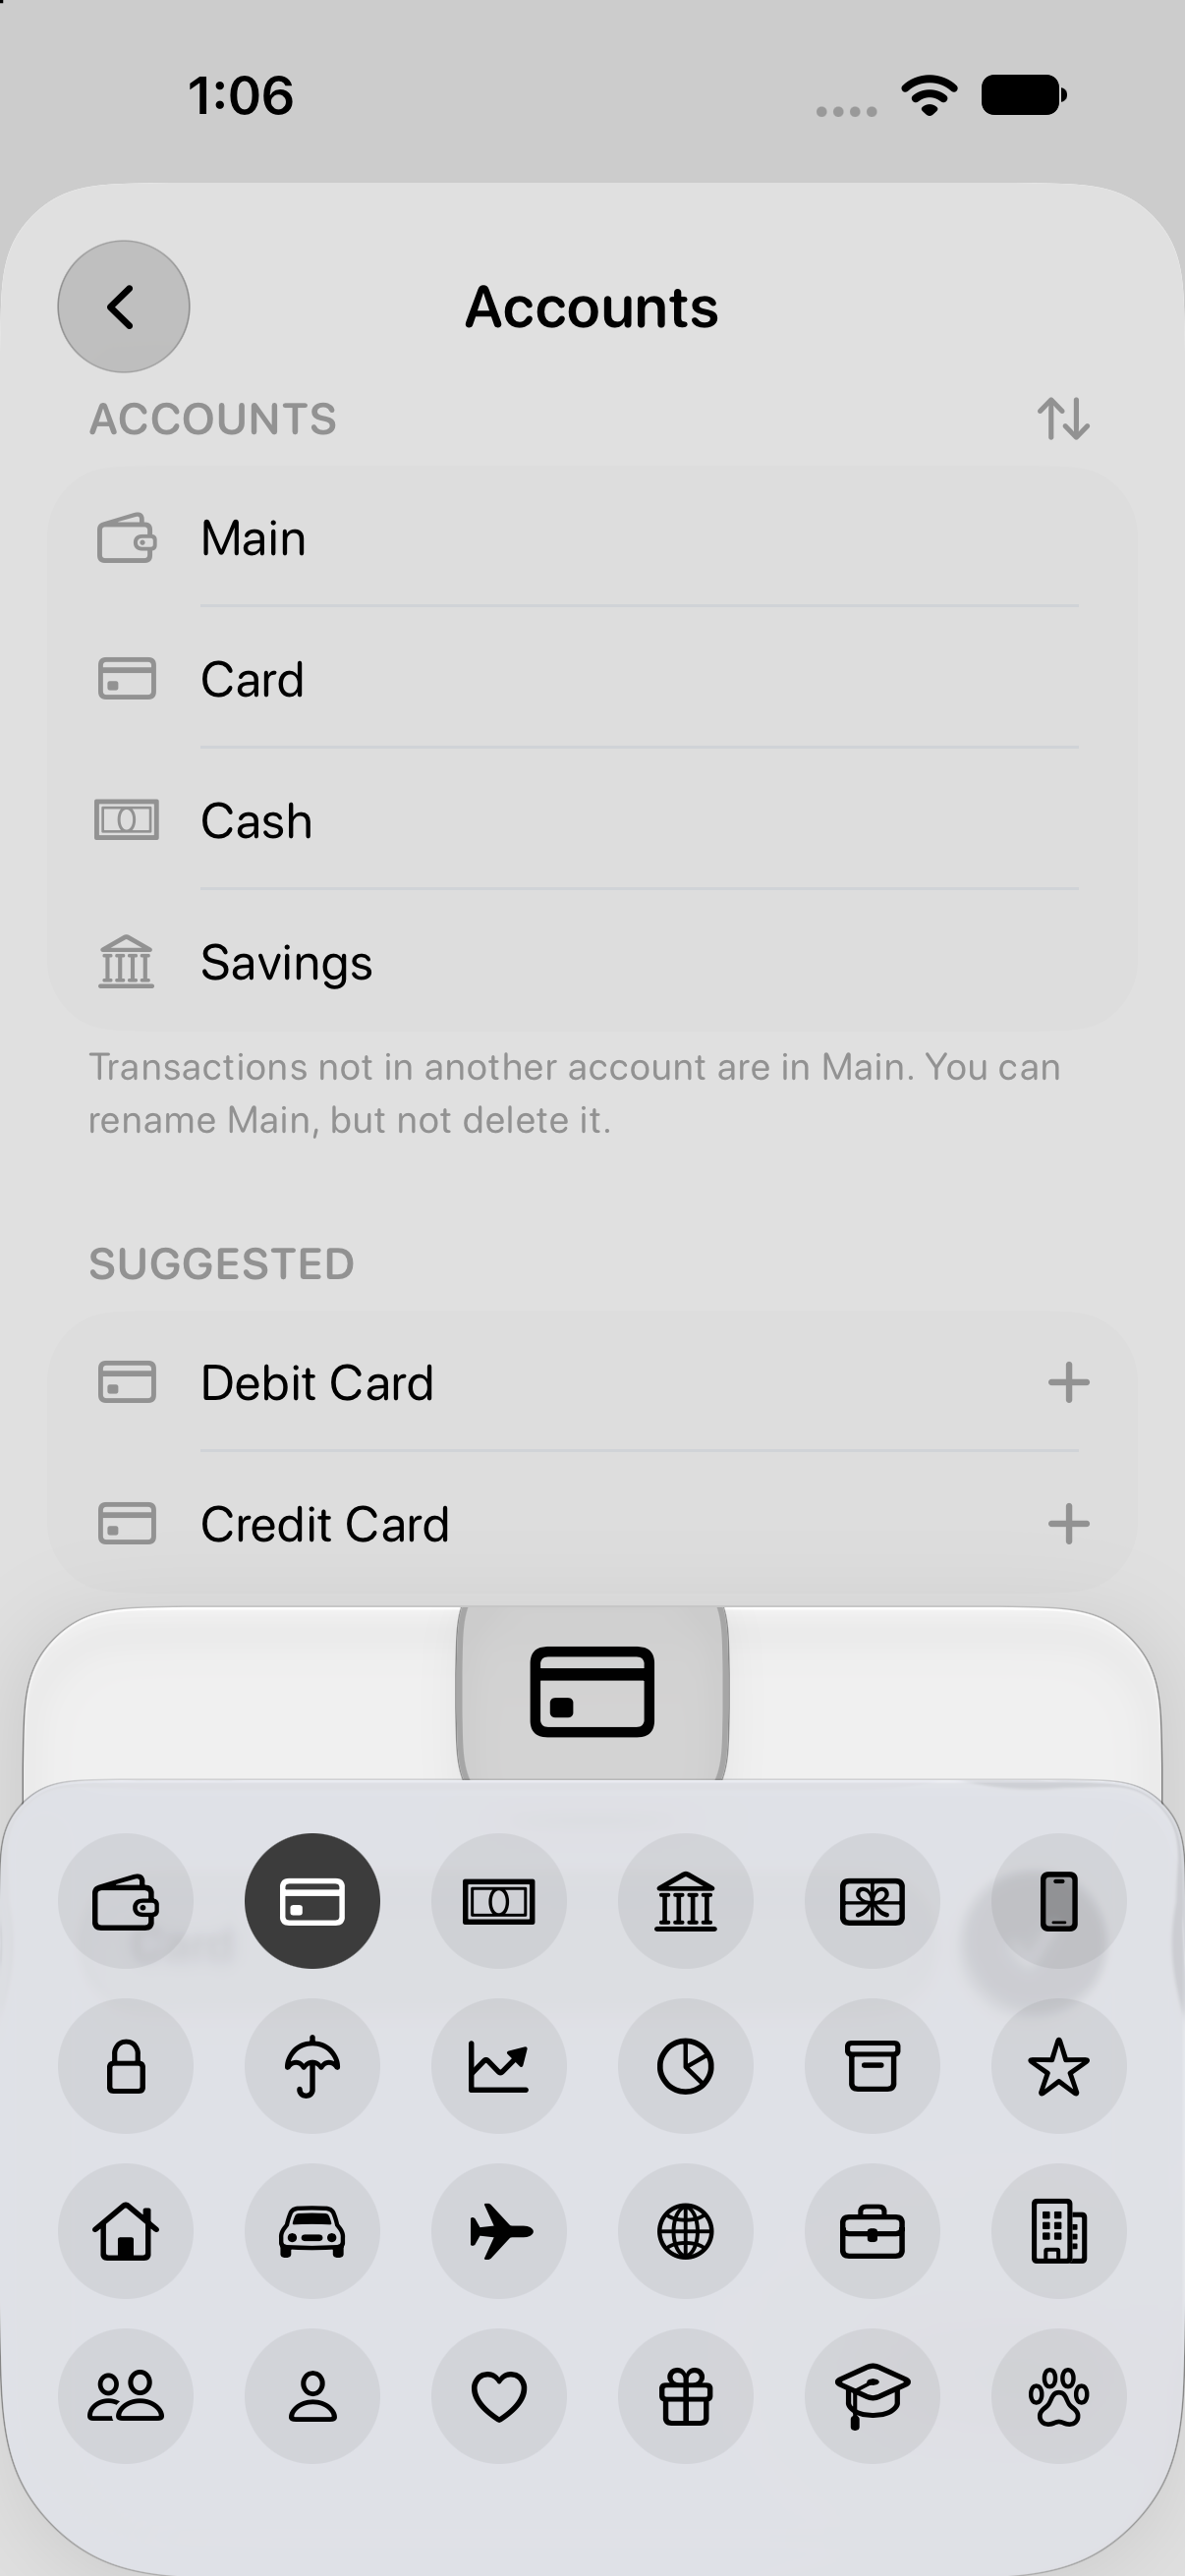 1:06
Accounts
ACCOUNTS
Main
Card
Cash
Savings
Transactions not in another account are in Main. You can
rename Main, but not delete it.
SUGGESTED
Debit Card
Credit Card
Card